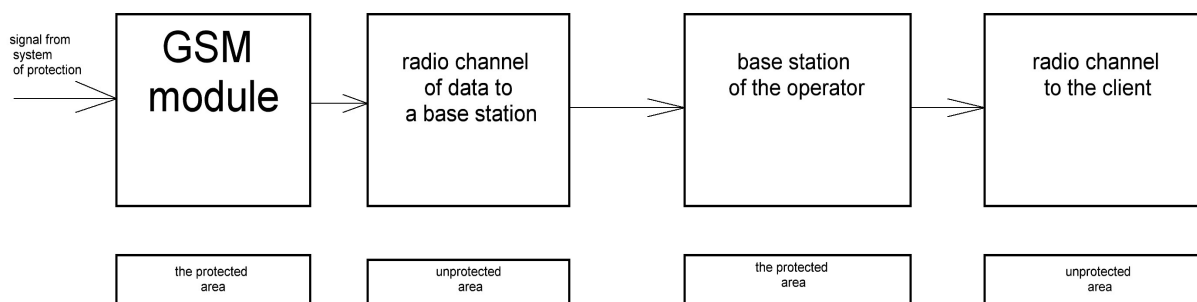 signal from
system
of protection
GSM
module
radio channel
of data to
a base station
base station
of the operator
radio channel
to the client
the protected
area
unprotected
area
the protected
area
unprotected
area